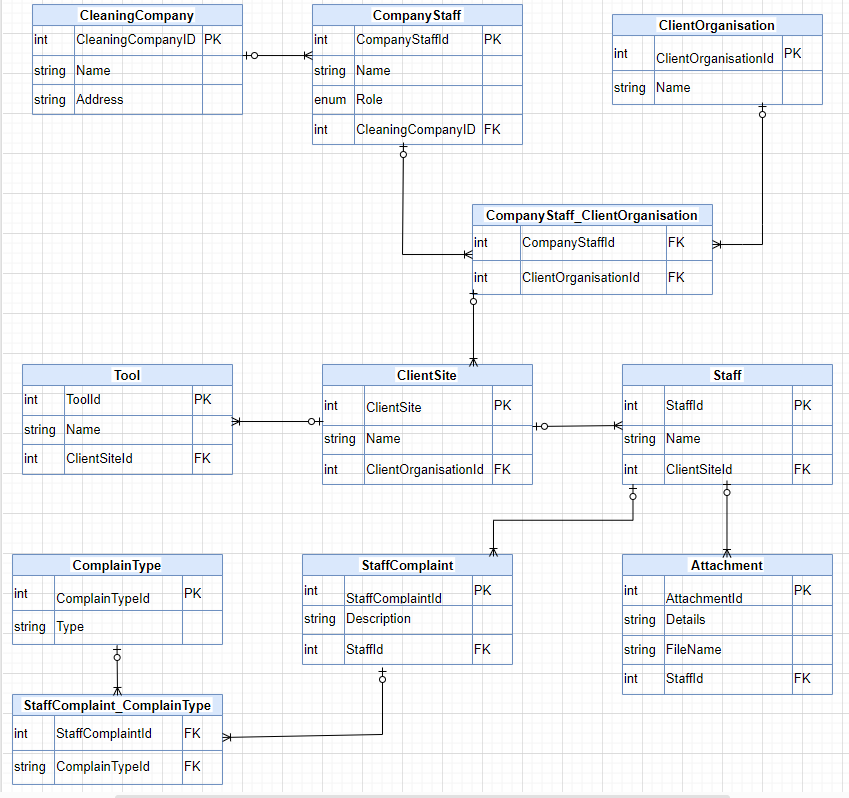 CleaningCompany
int CleaningCompanyID PK
string Name
string Address
CompanyStaff
int CompanyStaffId PK
string Name
enum Role
int CleaningCompanyID FK
ClientOrganisation
int ClientOrganisationId PK
string Name
CompanyStaff_ClientOrganisation
int CompanyStaffId FK
int ClientOrganisationId FK
Tool
int ToolId PK
string Name
int ClientSiteId FK
ClientSite
int ClientSite PK
string Name
int ClientOrganisationId FK
Staff
int StaffId PK
string Name
int ClientSiteId FK
ComplainType
int ComplainTypeId PK
string Type
StaffComplaint
int StaffComplaintId PK
string Description
int StaffId FK
Attachment
int AttachmentId PK
string Details
string FileName
int StaffId FK
StaffComplaint_ComplainType
int StaffComplaintId FK
string ComplainTypeId FK